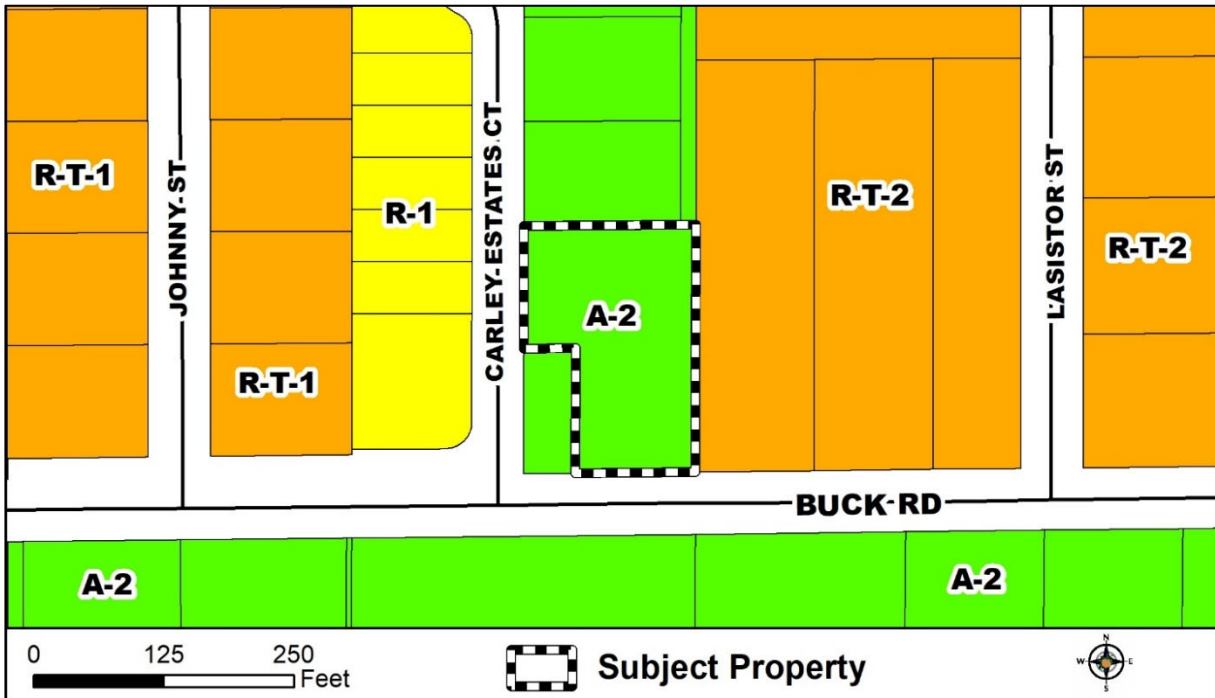 R-T-1
JOHNNY ST
R-T-1
R-1
CARLEY ESTATES CT
A-2
R-T-2
LASISTOR ST
R-T-2
BUCK RD
A-2
A-2
0 125 250
Feet
Subject Property
N
W E
S